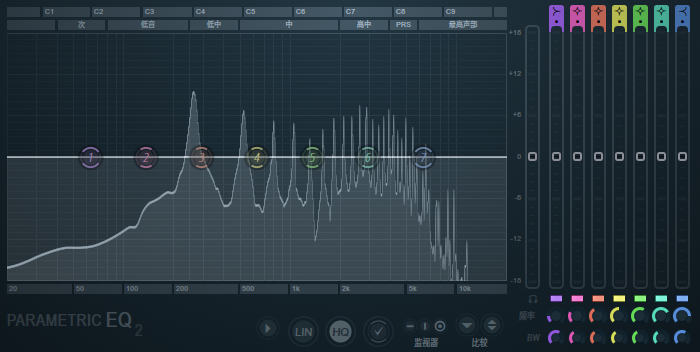 C1 C2 C3 C4 C5 C6 C7 C8 C9
次 低音 低中 中 高中 PRS 最高声部
+18
+12
+6
0
-6
-12
-18
1 2 3 4 5 6 7
20 50 100 200 500 1k 2k 5k 10k
频率
PARAMETRIC EQ 2
LIN HQ
BW
监视器 比较